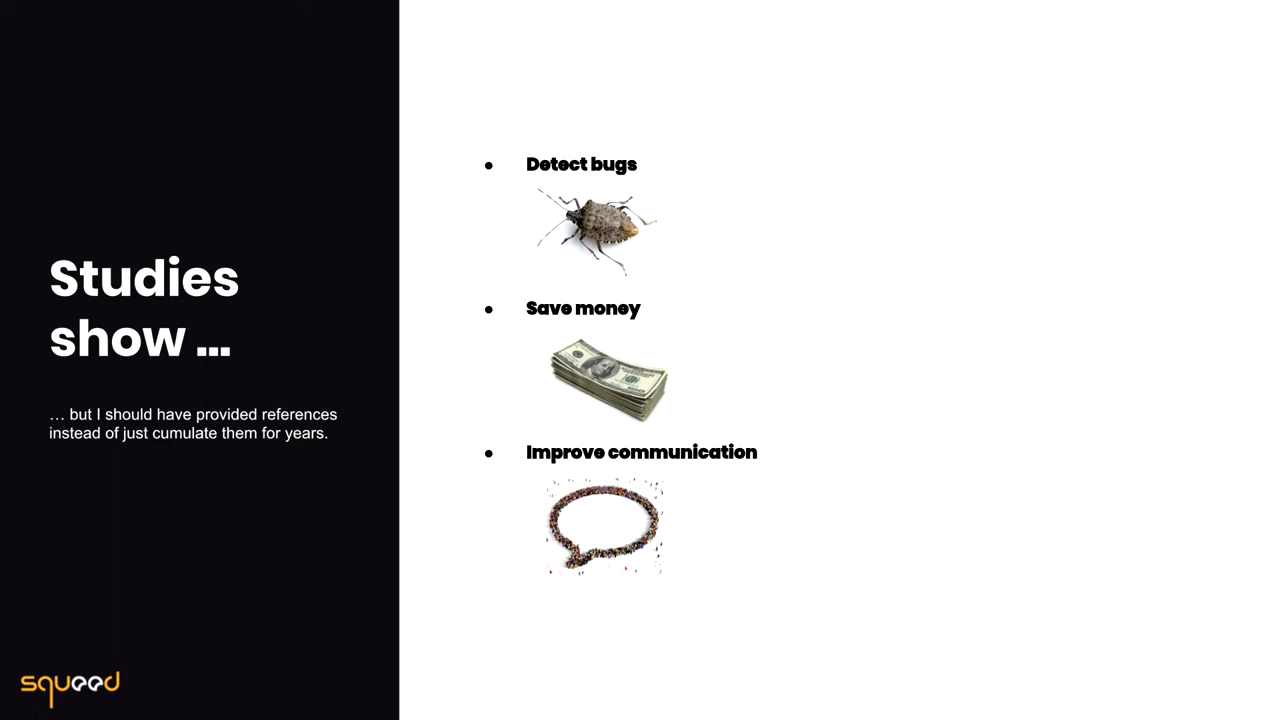 Studies
show ...
… but I should have provided references
instead of just cumulate them for years.
squeed
● Detect bugs
● Save money
● Improve communication